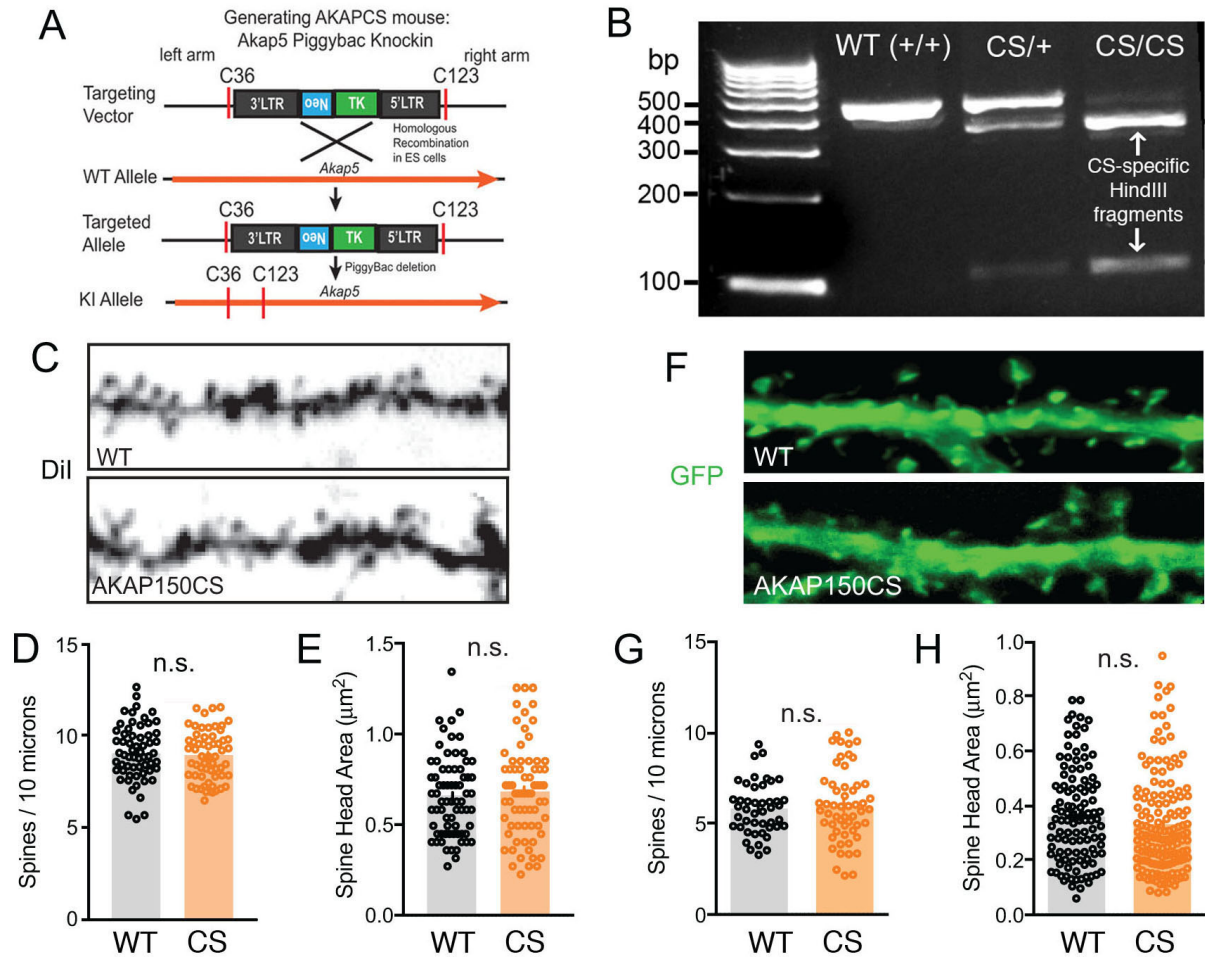 A
Generating AKAPCS mouse:
Akap5 Piggybac Knockin
left arm
right arm
C36
C123
Targeting
Vector
3'LTR
Neo
TK
5'LTR
Homologous
Recombination
in ES cells
Akap5
WT Allele
C36
C123
Targeted
Allele
3'LTR
Neo
TK
5'LTR
PiggyBac deletion
C36
C123
Akap5
KI Allele
B
bp
WT (+/+)
CS/+
CS/CS
500
400
300
200
100
CS-specific
HindIII
fragments
C
DiI
WT
AKAP150CS
F
GFP
WT
AKAP150CS
D
Spines / 10 microns
15
10
5
0
n.s.
WT
CS
E
Spine Head Area (µm²)
1.5
1.0
0.5
0.0
n.s.
WT
CS
G
Spines / 10 microns
15
10
5
0
n.s.
WT
CS
H
Spine Head Area (µm²)
1.0
0.8
0.6
0.4
0.2
0.0
n.s.
WT
CS